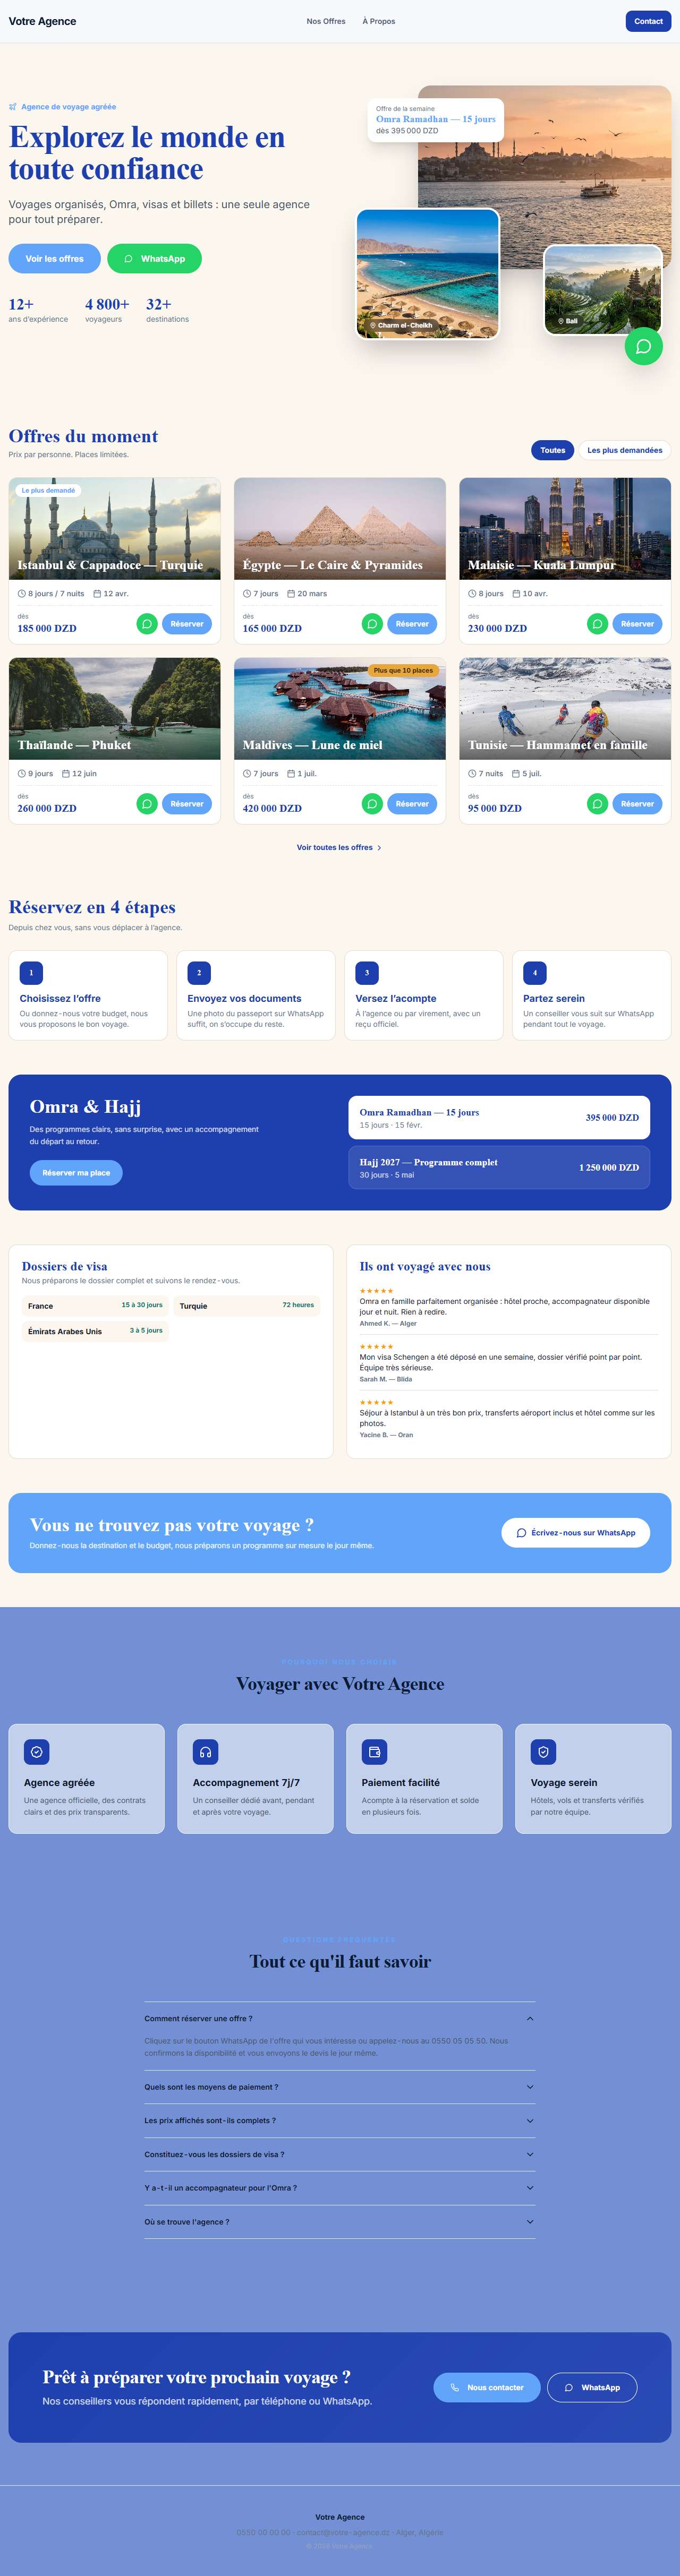 Votre Agence
Nos Offres
À Propos
Contact
Agence de voyage agréée
Explorez le monde en
toute confiance
Voyages organisés, Omra, visas et billets : une seule agence
pour tout préparer.
Voir les offres
WhatsApp
12+
ans d'expérience
4 800+
voyageurs
32+
destinations
Offre de la semaine
Omra Ramadhan — 15 jours
dès 395 000 DZD
Charm el-Cheikh
Bali
Offres du moment
Prix par personne. Places limitées.
Toutes
Les plus demandées
Le plus demandé
Istanbul & Cappadoce — Turquie
8 jours / 7 nuits
12 avr.
dès
185 000 DZD
Réserver
Égypte — Le Caire & Pyramides
7 jours
20 mars
dès
165 000 DZD
Réserver
Malaisie — Kuala Lumpur
8 jours
10 avr.
dès
230 000 DZD
Réserver
Thaïlande — Phuket
9 jours
12 juin
dès
260 000 DZD
Réserver
Plus que 10 places
Maldives — Lune de miel
7 jours
1 juil.
dès
420 000 DZD
Réserver
Tunisie — Hammamet en famille
7 nuits
5 juil.
dès
95 000 DZD
Réserver
Voir toutes les offres
Réservez en 4 étapes
Depuis chez vous, sans vous déplacer à l'agence.
1
Choisissez l'offre
Ou donnez-nous votre budget, nous
vous proposons le bon voyage.
2
Envoyez vos documents
Une photo du passeport sur WhatsApp
suffit, on s'occupe du reste.
3
Versez l'acompte
À l'agence ou par virement, avec un
reçu officiel.
4
Partez serein
Un conseiller vous suit sur WhatsApp
pendant tout le voyage.
Omra & Hajj
Des programmes clairs, sans surprise, avec un accompagnement
du départ au retour.
Réserver ma place
Omra Ramadhan — 15 jours
15 jours · 15 févr.
395 000 DZD
Hajj 2027 — Programme complet
30 jours · 5 mai
1 250 000 DZD
Dossiers de visa
Nous préparons le dossier complet et suivons le rendez-vous.
France
15 à 30 jours
Turquie
72 heures
Émirats Arabes Unis
3 à 5 jours
Ils ont voyagé avec nous
★★★★★
Omra en famille parfaitement organisée : hôtel proche, accompagnateur disponible
jour et nuit. Rien à redire.
Ahmed K. — Alger
★★★★★
Mon visa Schengen a été déposé en une semaine, dossier vérifié point par point.
Équipe très sérieuse.
Sarah M. — Blida
★★★★★
Séjour à Istanbul à un très bon prix, transferts aéroport inclus et hôtel comme sur les
photos.
Yacine B. — Oran
Vous ne trouvez pas votre voyage ?
Donnez-nous la destination et le budget, nous préparons un programme sur mesure le jour même.
Écrivez-nous sur WhatsApp
POURQUOI NOUS CHOISIR
Voyager avec Votre Agence
Agence agréée
Une agence officielle, des contrats
clairs et des prix transparents.
Accompagnement 7j/7
Un conseiller dédié avant, pendant
et après votre voyage.
Paiement facilité
Acompte à la réservation et solde
en plusieurs fois.
Voyage serein
Hôtels, vols et transferts vérifiés
par notre équipe.
QUESTIONS FRÉQUENTES
Tout ce qu'il faut savoir
Comment réserver une offre ?
Cliquez sur le bouton WhatsApp de l'offre qui vous intéresse ou appelez-nous au 0550 05 05 50. Nous
confirmons la disponibilité et vous envoyons le devis le jour même.
Quels sont les moyens de paiement ?
Les prix affichés sont-ils complets ?
Constituez-vous les dossiers de visa ?
Y a-t-il un accompagnateur pour l'Omra ?
Où se trouve l'agence ?
Prêt à préparer votre prochain voyage ?
Nos conseillers vous répondent rapidement, par téléphone ou WhatsApp.
Nous contacter
WhatsApp
Votre Agence
0550 00 00 00 · contact@votre-agence.dz · Alger, Algérie